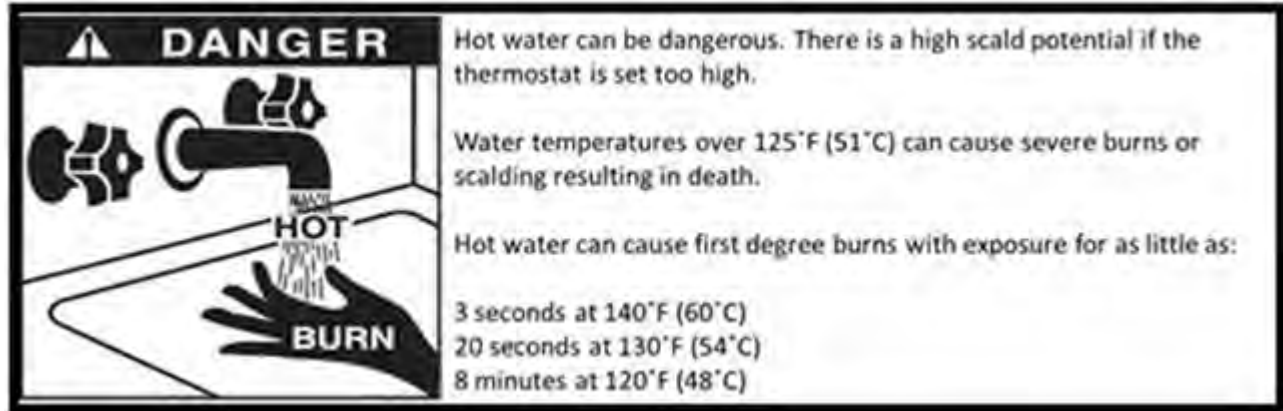 DANGER
HOT
BURN
Hot water can be dangerous. There is a high scald potential if the
thermostat is set too high.
Water temperatures over 125˚F (51˚C) can cause severe burns or
scalding resulting in death.
Hot water can cause first degree burns with exposure for as little as:
3 seconds at 140˚F (60˚C)
20 seconds at 130˚F (54˚C)
8 minutes at 120˚F (48˚C)